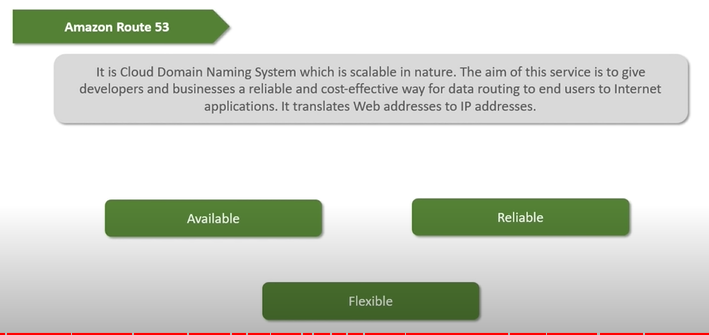 Amazon Route 53
It is Cloud Domain Naming System which is scalable in nature. The aim of this service is to give
developers and businesses a reliable and cost-effective way for data routing to end users to Internet
applications. It translates Web addresses to IP addresses.
Available
Reliable
Flexible